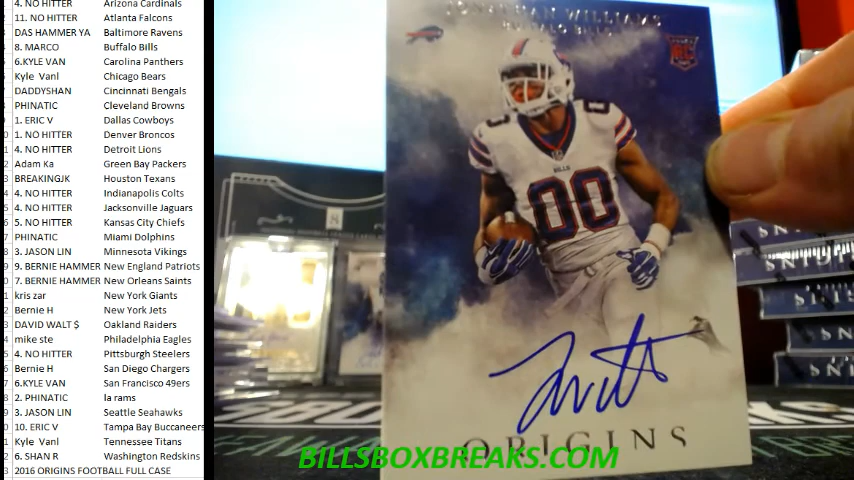 4. NO HITTER Arizona Cardinals
11. NO HITTER Atlanta Falcons
DAS HAMMER YA Baltimore Ravens
8. MARCO Buffalo Bills
6.KYLE VAN Carolina Panthers
Kyle Vanl Chicago Bears
DADDYSHAN Cincinnati Bengals
PHINATIC Cleveland Browns
1. ERIC V Dallas Cowboys
1. NO HITTER Denver Broncos
4. NO HITTER Detroit Lions
Adam Ka Green Bay Packers
BREAKINGJK Houston Texans
4. NO HITTER Indianapolis Colts
4. NO HITTER Jacksonville Jaguars
5. NO HITTER Kansas City Chiefs
PHINATIC Miami Dolphins
3. JASON LIN Minnesota Vikings
9. BERNIE HAMMER New England Patriots
7. BERNIE HAMMER New Orleans Saints
kris zar New York Giants
Bernie H New York Jets
DAVID WALT $ Oakland Raiders
mike ste Philadelphia Eagles
4. NO HITTER Pittsburgh Steelers
Bernie H San Diego Chargers
6.KYLE VAN San Francisco 49ers
2. PHINATIC la rams
3. JASON LIN Seattle Seahawks
10. ERIC V Tampa Bay Buccaneers
Kyle Vanl Tennessee Titans
6. SHAN R Washington Redskins
2016 ORIGINS FOOTBALL FULL CASE
JONATHAN WILLIAMS
BUFFALO BILLS
RC
BILLS
00
ORIGINS
BILLSBOXBREAKS.COM